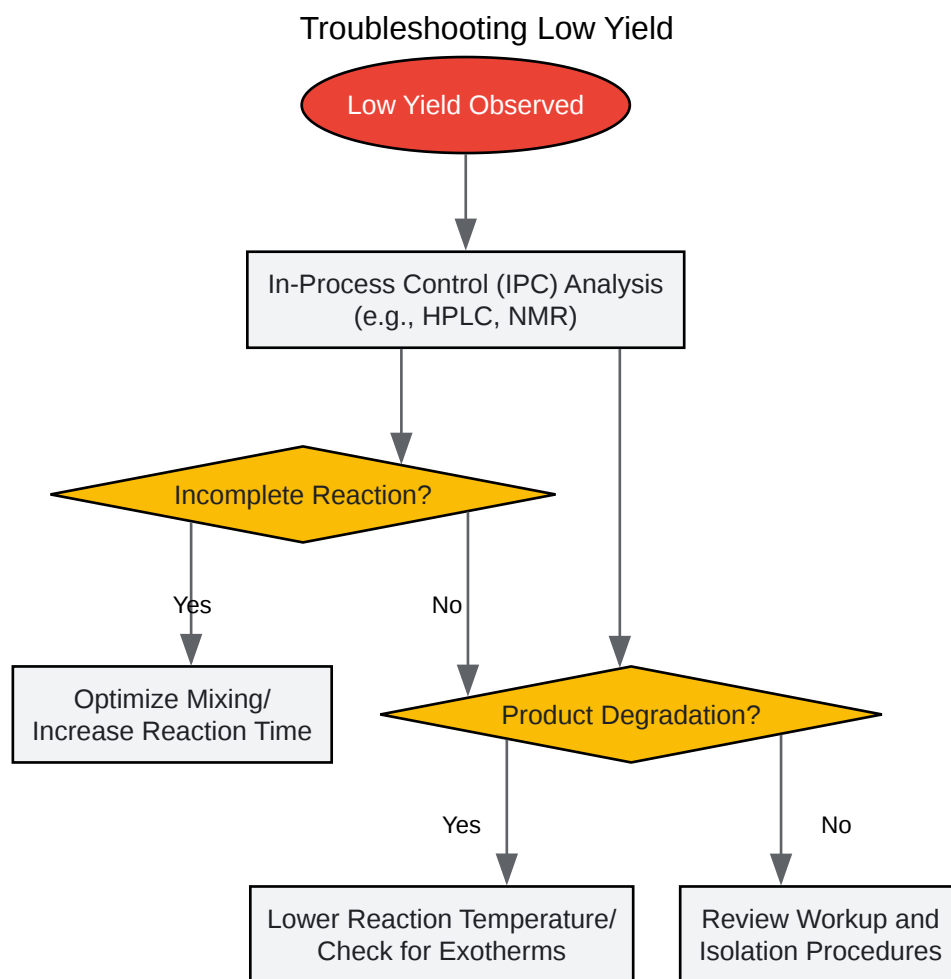 Troubleshooting Low Yield
Low Yield Observed
In-Process Control (IPC) Analysis
(e.g., HPLC, NMR)
Incomplete Reaction?
Yes
No
Optimize Mixing/
Increase Reaction Time
Product Degradation?
Yes
No
Lower Reaction Temperature/
Check for Exotherms
Review Workup and
Isolation Procedures